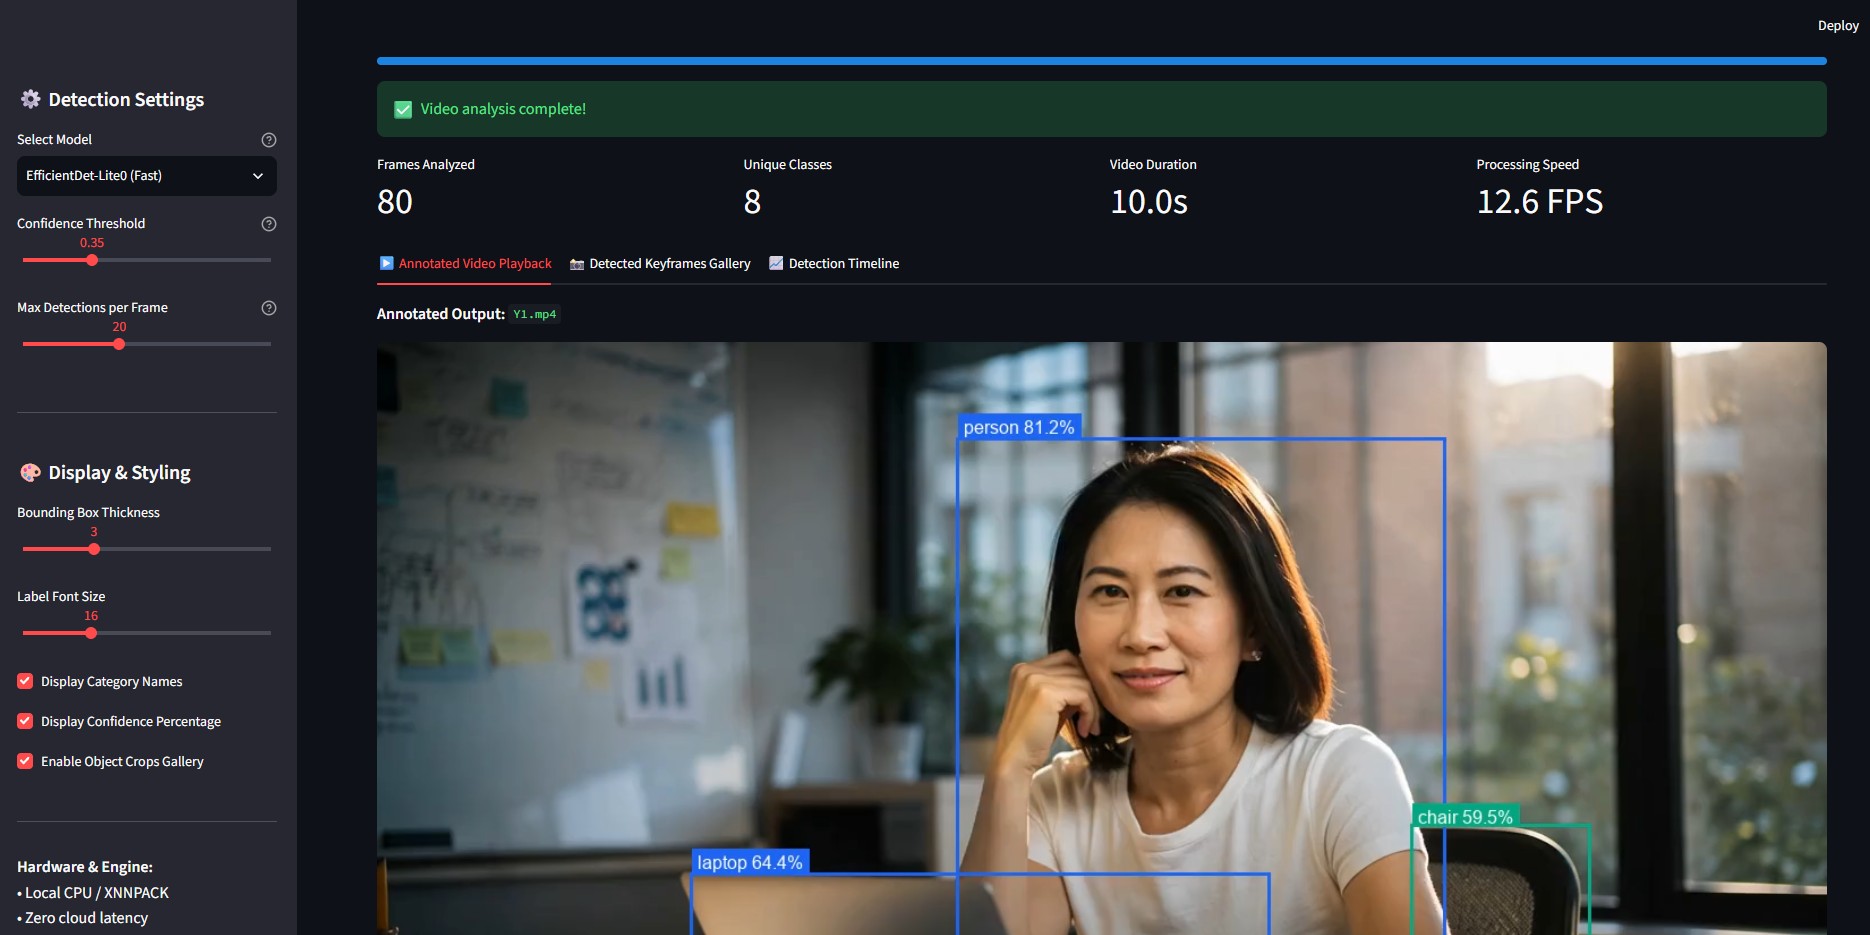 Deploy
Detection Settings
Select Model
EfficientDet-Lite0 (Fast)
Confidence Threshold
0.35
Max Detections per Frame
20
Display & Styling
Bounding Box Thickness
3
Label Font Size
16
Display Category Names
Display Confidence Percentage
Enable Object Crops Gallery
Hardware & Engine:
• Local CPU / XNNPACK
• Zero cloud latency
Video analysis complete!
Frames Analyzed
80
Unique Classes
8
Video Duration
10.0s
Processing Speed
12.6 FPS
Annotated Video Playback
Detected Keyframes Gallery
Detection Timeline
Annotated Output: Y1.mp4
person 81.2%
chair 59.5%
laptop 64.4%